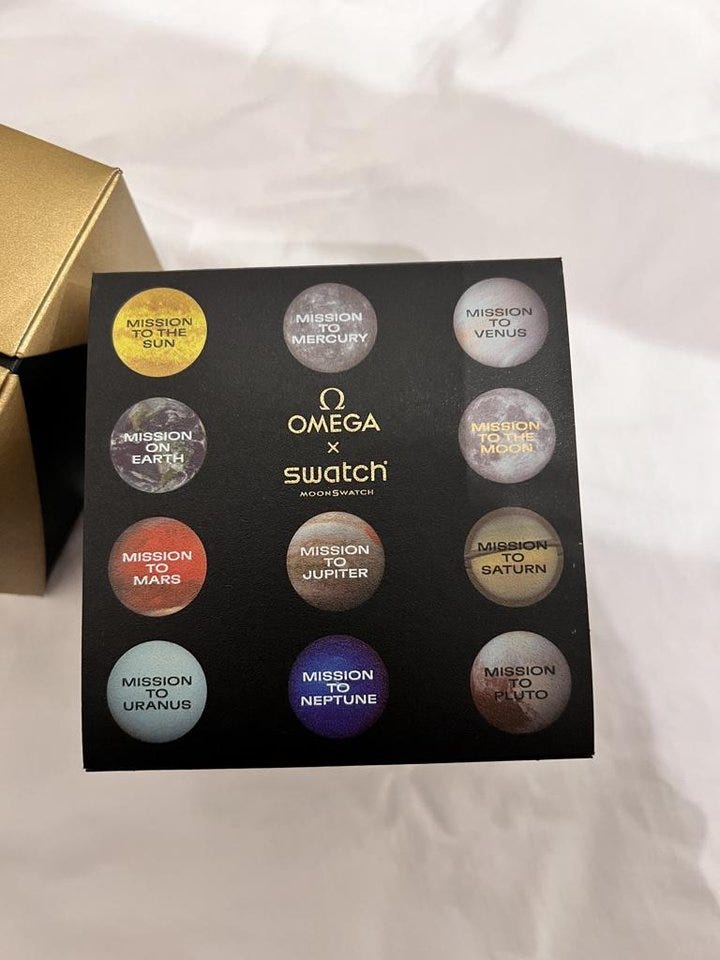 MISSION
TO THE
SUN
MISSION
TO
MERCURY
MISSION
TO
VENUS
MISSION
ON
EARTH
Ω
OMEGA
×
swatch
MOONSWATCH
MISSION
TO THE
MOON
MISSION
TO
MARS
MISSION
TO
JUPITER
MISSION
TO
SATURN
MISSION
TO
URANUS
MISSION
TO
NEPTUNE
MISSION
TO
PLUTO